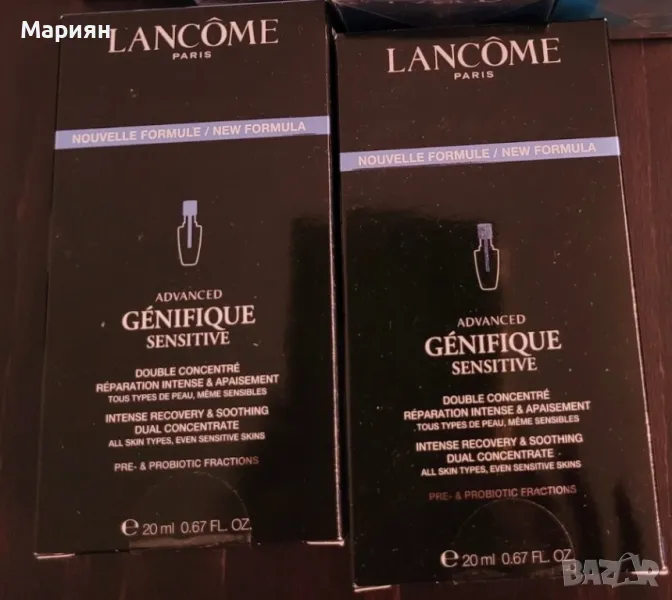 Мариян
LANCÔME
PARIS
NOUVELLE FORMULE / NEW FORMULA
ADVANCED
GÉNIFIQUE
SENSITIVE
DOUBLE CONCENTRÉ
RÉPARATION INTENSE & APAISEMENT
TOUS TYPES DE PEAU, MÊME SENSIBLES
INTENSE RECOVERY & SOOTHING
DUAL CONCENTRATE
ALL SKIN TYPES, EVEN SENSITIVE SKINS
PRE- & PROBIOTIC FRACTIONS
e 20 ml 0.67 FL. OZ.
LANCÔME
PARIS
NOUVELLE FORMULE / NEW FORMULA
ADVANCED
GÉNIFIQUE
SENSITIVE
DOUBLE CONCENTRÉ
RÉPARATION INTENSE & APAISEMENT
TOUS TYPES DE PEAU, MÊME SENSIBLES
INTENSE RECOVERY & SOOTHING
DUAL CONCENTRATE
ALL SKIN TYPES, EVEN SENSITIVE SKINS
PRE- & PROBIOTIC FRACTIONS
e 20 ml 0.67 FL. OZ.
BAZAR